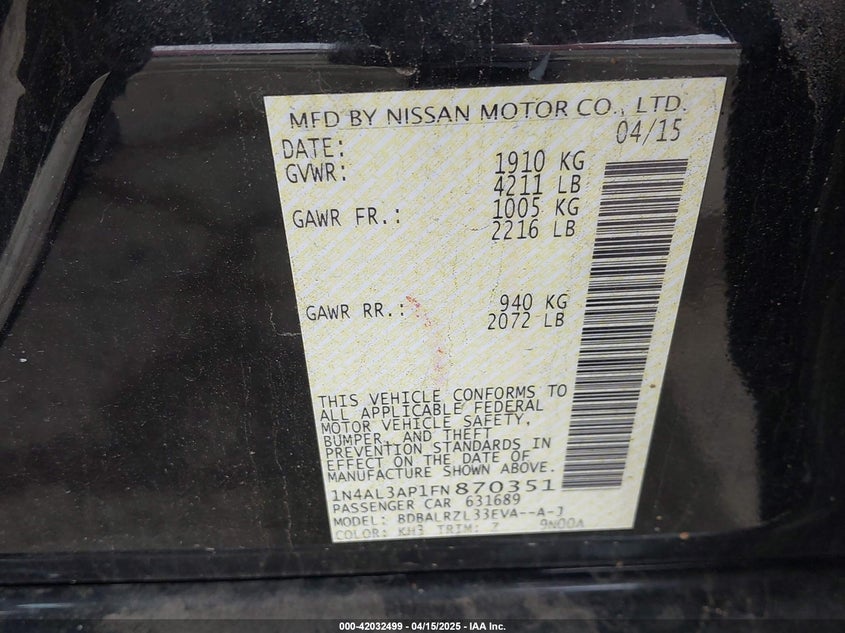 MFD BY NISSAN MOTOR CO., LTD.
DATE: 04/15
GVWR: 1910 KG
4211 LB
GAWR FR.: 1005 KG
2216 LB
GAWR RR.: 940 KG
2072 LB
THIS VEHICLE CONFORMS TO
ALL APPLICABLE FEDERAL
MOTOR VEHICLE SAFETY,
BUMPER, AND THEFT
PREVENTION STANDARDS IN
EFFECT ON THE DATE OF
MANUFACTURE SHOWN ABOVE.
1N4AL3AP1FN870351
PASSENGER CAR 631689
MODEL: BDBALRZL33EVA--A-J
COLOR: KH3 TRIM: Z 9N00A
000-42032499 - 04/15/2025 - IAA Inc.